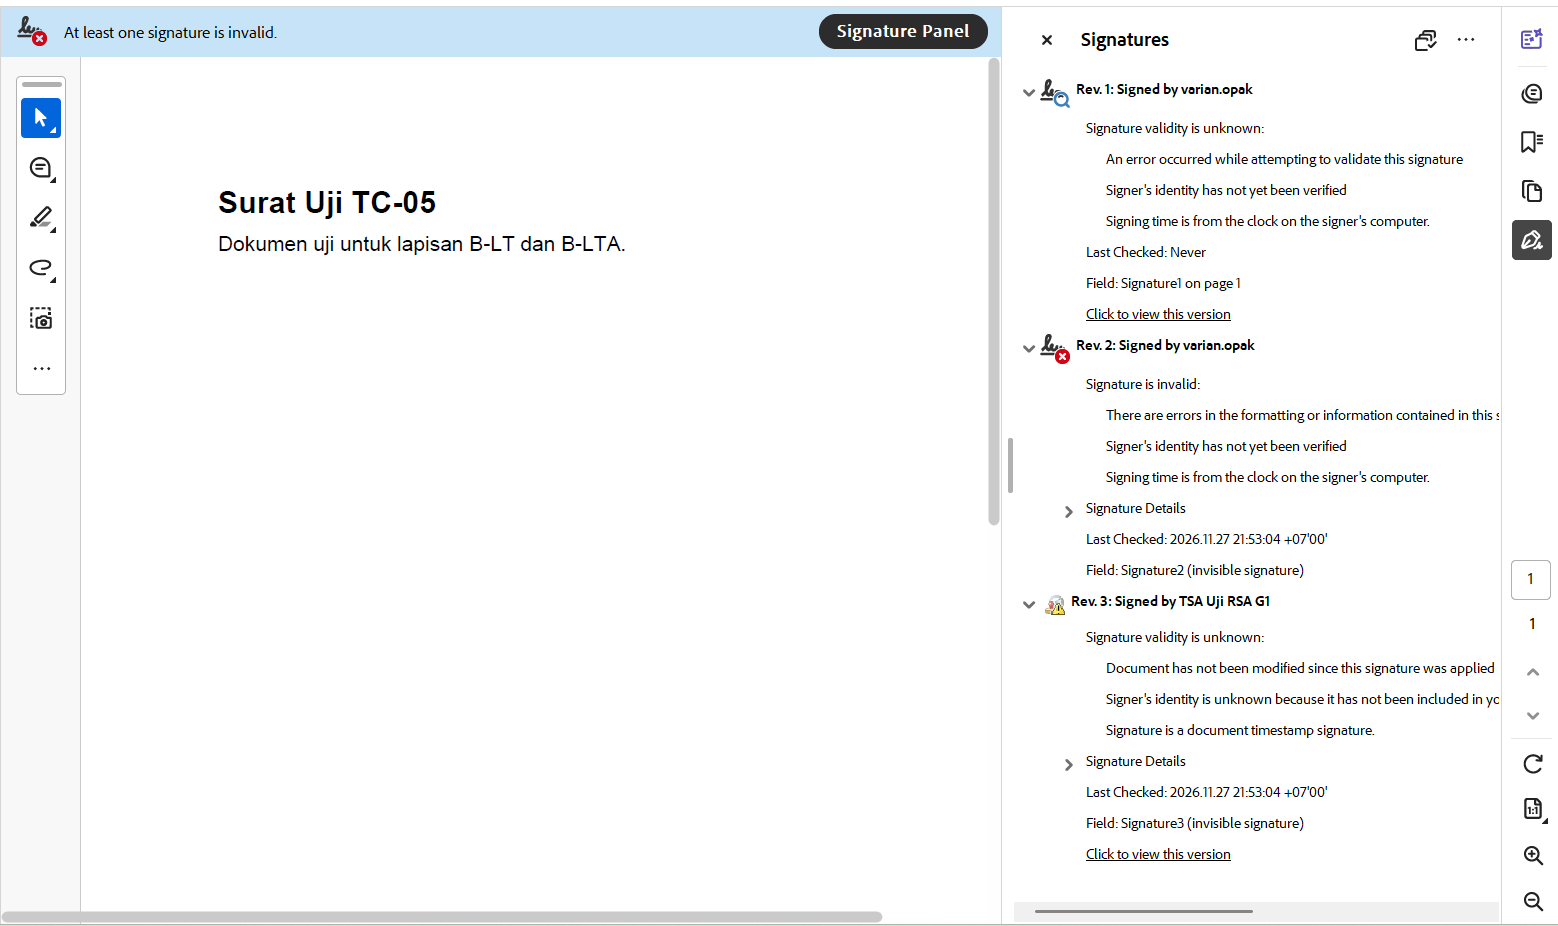 At least one signature is invalid.
Signature Panel
Surat Uji TC-05
Dokumen uji untuk lapisan B-LT dan B-LTA.
Signatures
Rev. 1: Signed by varian.opak
Signature validity is unknown:
An error occurred while attempting to validate this signature
Signer's identity has not yet been verified
Signing time is from the clock on the signer's computer.
Last Checked: Never
Field: Signature1 on page 1
Click to view this version
Rev. 2: Signed by varian.opak
Signature is invalid:
There are errors in the formatting or information contained in this s
Signer's identity has not yet been verified
Signing time is from the clock on the signer's computer.
Signature Details
Last Checked: 2026.11.27 21:53:04 +07'00'
Field: Signature2 (invisible signature)
Rev. 3: Signed by TSA Uji RSA G1
Signature validity is unknown:
Document has not been modified since this signature was applied
Signer's identity is unknown because it has not been included in yo
Signature is a document timestamp signature.
Signature Details
Last Checked: 2026.11.27 21:53:04 +07'00'
Field: Signature3 (invisible signature)
Click to view this version
1
1
1:1